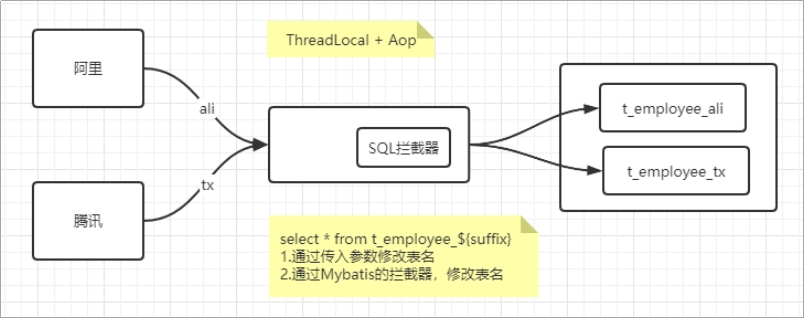 ThreadLocal + Aop
阿里
ali
t_employee_ali
SQL拦截器
t_employee_tx
tx
腾讯
select * from t_employee_${suffix}
1.通过传入参数修改表名
2.通过Mybatis的拦截器，修改表名